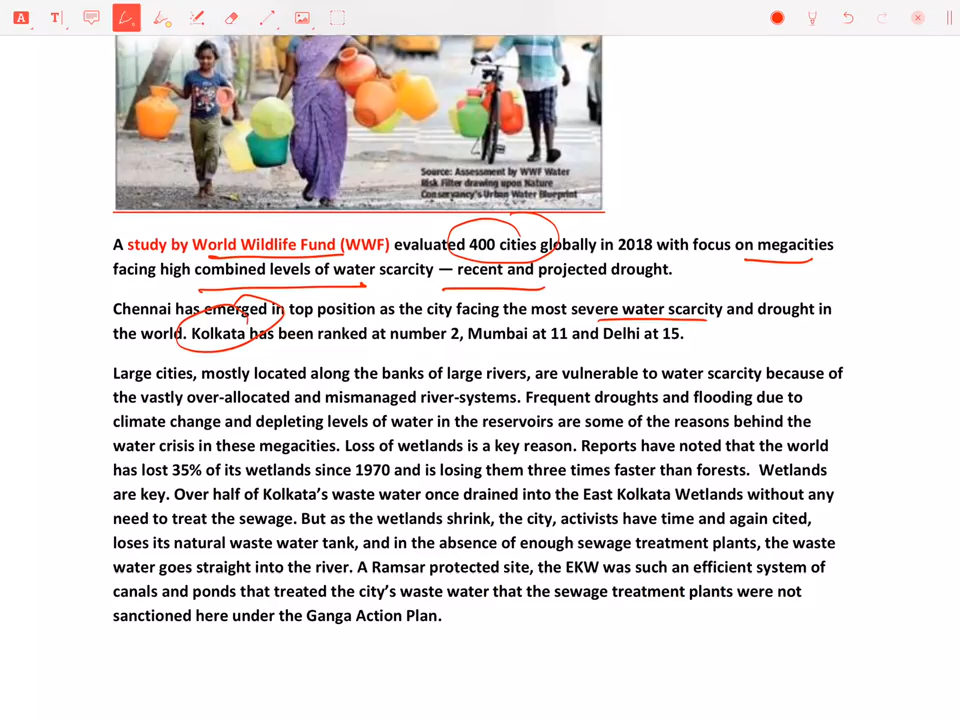 Source: Assessment by WWF Water
Risk Filter drawing upon Nature
Conservancy's Urban Water Blueprint
A study by World Wildlife Fund (WWF) evaluated 400 cities globally in 2018 with focus on megacities
facing high combined levels of water scarcity — recent and projected drought.
Chennai has emerged in top position as the city facing the most severe water scarcity and drought in
the world. Kolkata has been ranked at number 2, Mumbai at 11 and Delhi at 15.
Large cities, mostly located along the banks of large rivers, are vulnerable to water scarcity because of
the vastly over-allocated and mismanaged river-systems. Frequent droughts and flooding due to
climate change and depleting levels of water in the reservoirs are some of the reasons behind the
water crisis in these megacities. Loss of wetlands is a key reason. Reports have noted that the world
has lost 35% of its wetlands since 1970 and is losing them three times faster than forests. Wetlands
are key. Over half of Kolkata's waste water once drained into the East Kolkata Wetlands without any
need to treat the sewage. But as the wetlands shrink, the city, activists have time and again cited,
loses its natural waste water tank, and in the absence of enough sewage treatment plants, the waste
water goes straight into the river. A Ramsar protected site, the EKW was such an efficient system of
canals and ponds that treated the city's waste water that the sewage treatment plants were not
sanctioned here under the Ganga Action Plan.